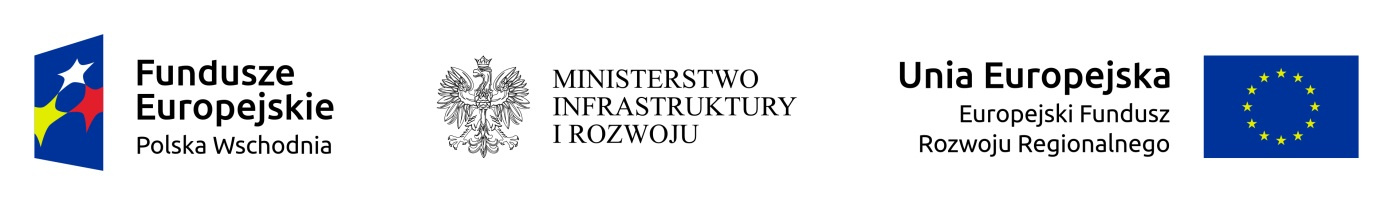 Fundusze
Europejskie
Polska Wschodnia
MINISTERSTWO
INFRASTRUKTURY
I ROZWOJU
Unia Europejska
Europejski Fundusz
Rozwoju Regionalnego